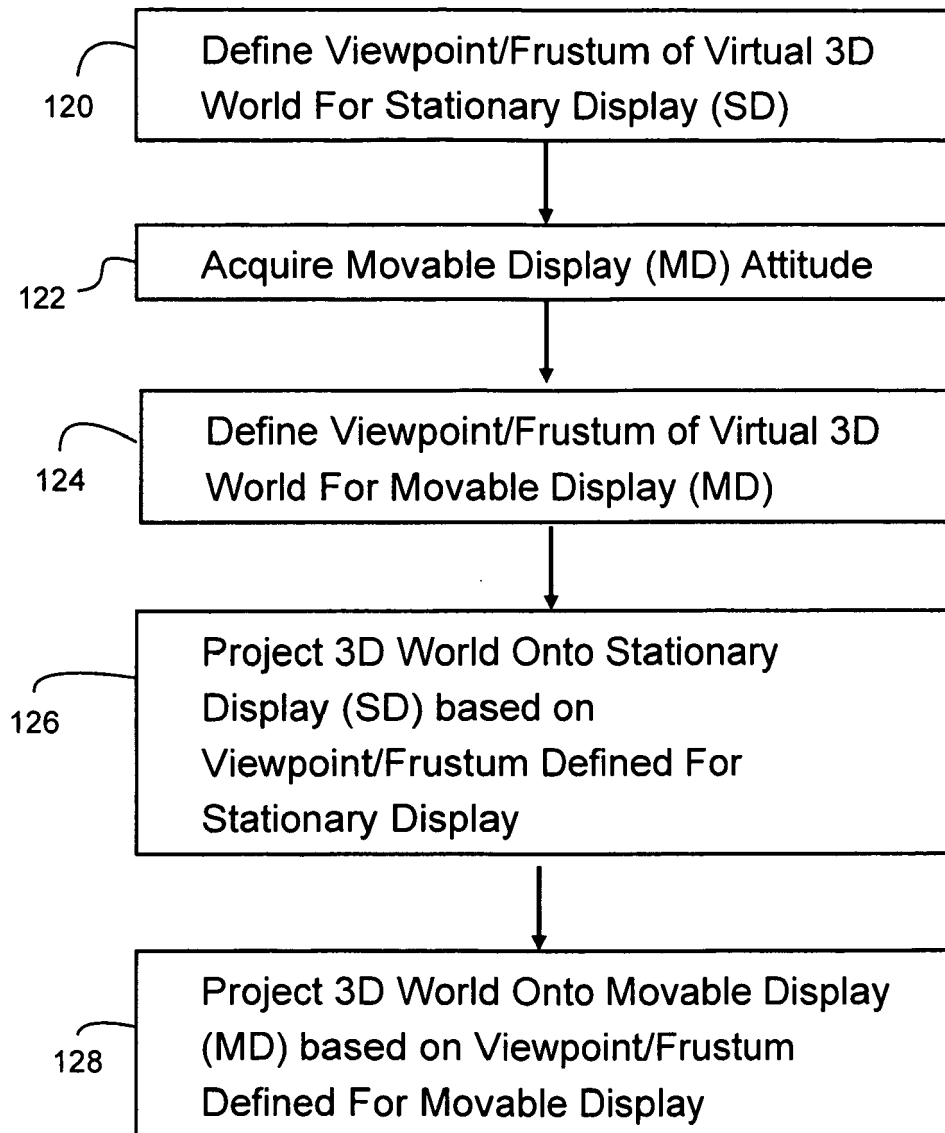 Define Viewpoint/Frustum of Virtual 3D
World For Stationary Display (SD)
120
Acquire Movable Display (MD) Attitude
122
Define Viewpoint/Frustum of Virtual 3D
World For Movable Display (MD)
124
Project 3D World Onto Stationary
Display (SD) based on
Viewpoint/Frustum Defined For
Stationary Display
126
Project 3D World Onto Movable Display
(MD) based on Viewpoint/Frustum
Defined For Movable Display
128